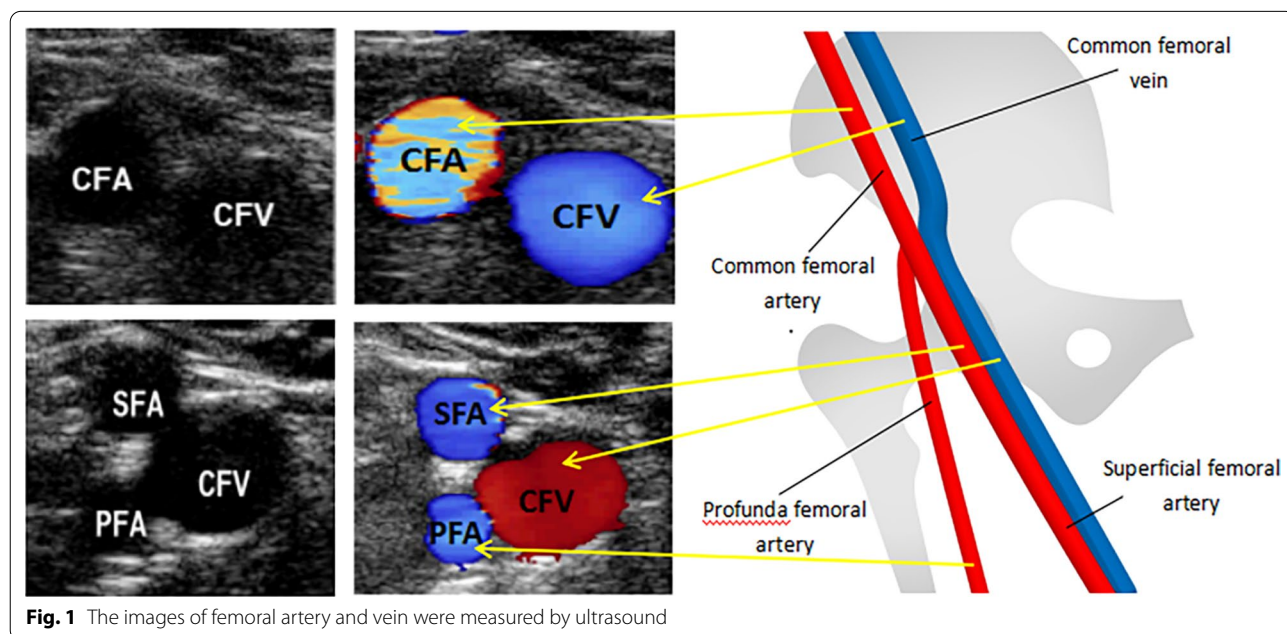 CFA
CFV
CFA
CFV
Common femoral
vein
Common femoral
artery
SFA
CFV
PFA
SFA
CFV
PFA
Superficial femoral
artery
Profunda femoral
artery
Fig. 1 The images of femoral artery and vein were measured by ultrasound